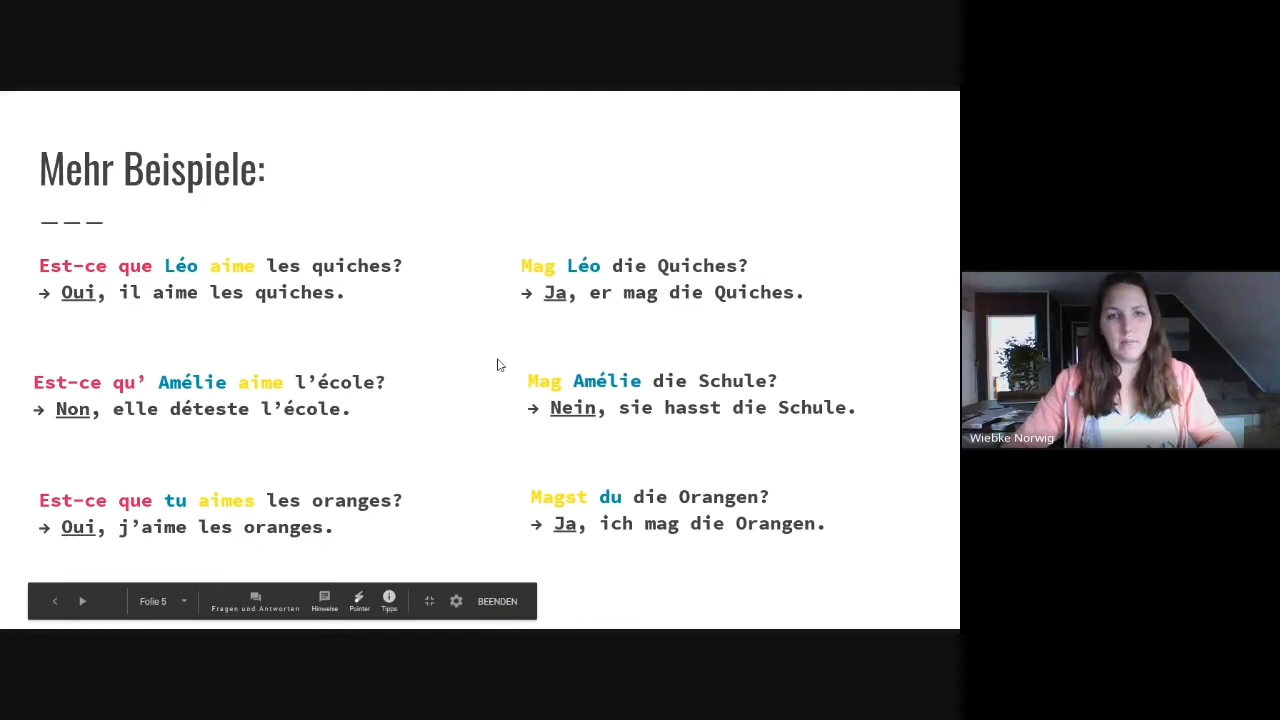 Mehr Beispiele:
___
Est-ce que Léo aime les quiches?
→ Oui, il aime les quiches.
Mag Léo die Quiches?
→ Ja, er mag die Quiches.
Est-ce qu’ Amélie aime l’école?
→ Non, elle déteste l’école.
Mag Amélie die Schule?
→ Nein, sie hasst die Schule.
Est-ce que tu aimes les oranges?
→ Oui, j’aime les oranges.
Magst du die Orangen?
→ Ja, ich mag die Orangen.
Folie 5
Fragen und Antworten
Hinweise
Pointer
Tipps
BEENDEN
Wiebke Norwig